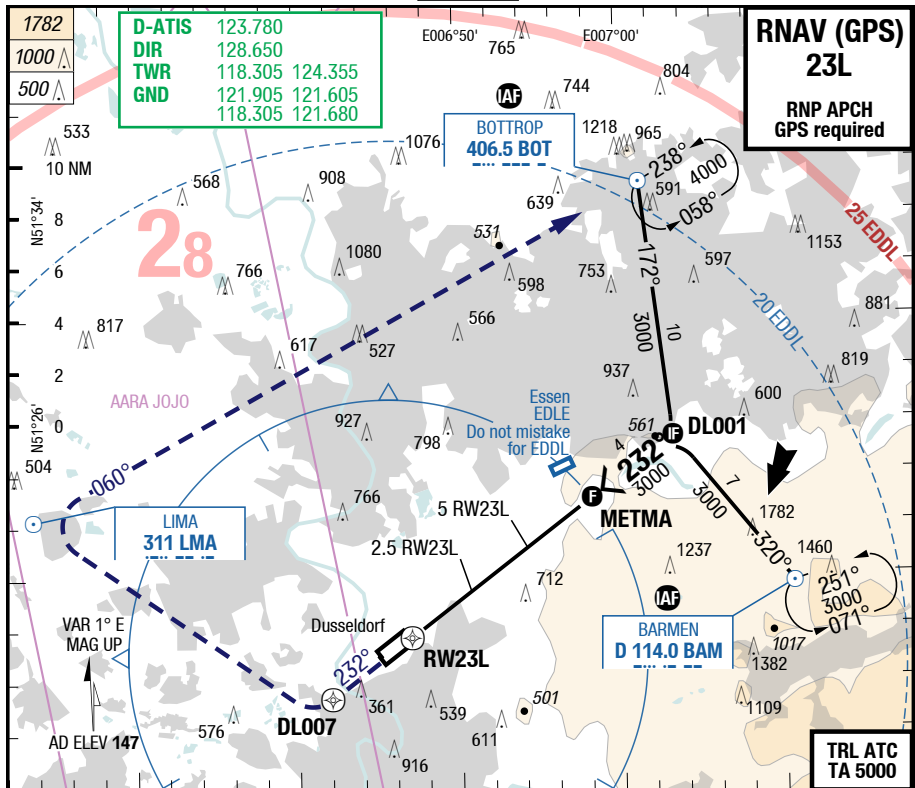 1782
1000
500
D-ATIS 123.780
DIR 128.650
TWR 118.305 124.355
GND 121.905 121.605
118.305 121.680
E006°50' E007°00'
RNAV (GPS)
23L
RNP APCH
GPS required
765
804
744
IAF
BOTTROP
406.5 BOT
1218
965
1076
533
10 NM
568
908
639
238°
4000
058°
591
25 EDDL
N51°34'
8
28
531
1153
1080
598
753
597
172°
3000
10
6
766
20 EDDL
881
4
817
527
566
617
819
2
AARA JOJO
937
600
Essen
EDLE
Do not mistake
for EDDL
N51°26'
0
927
798
561
DL001
IF
4
232°
3000
7
3000
504
060°
766
F
METMA
5 RW23L
1782
LIMA
311 LMA
2.5 RW23L
320°
1460
1237
712
251°
3000
071°
IAF
BARMEN
D 114.0 BAM
VAR 1° E
MAG UP
Dusseldorf
RW23L
1017
1382
232°
DL007
361
539
501
1109
576
611
AD ELEV 147
916
TRL ATC
TA 5000